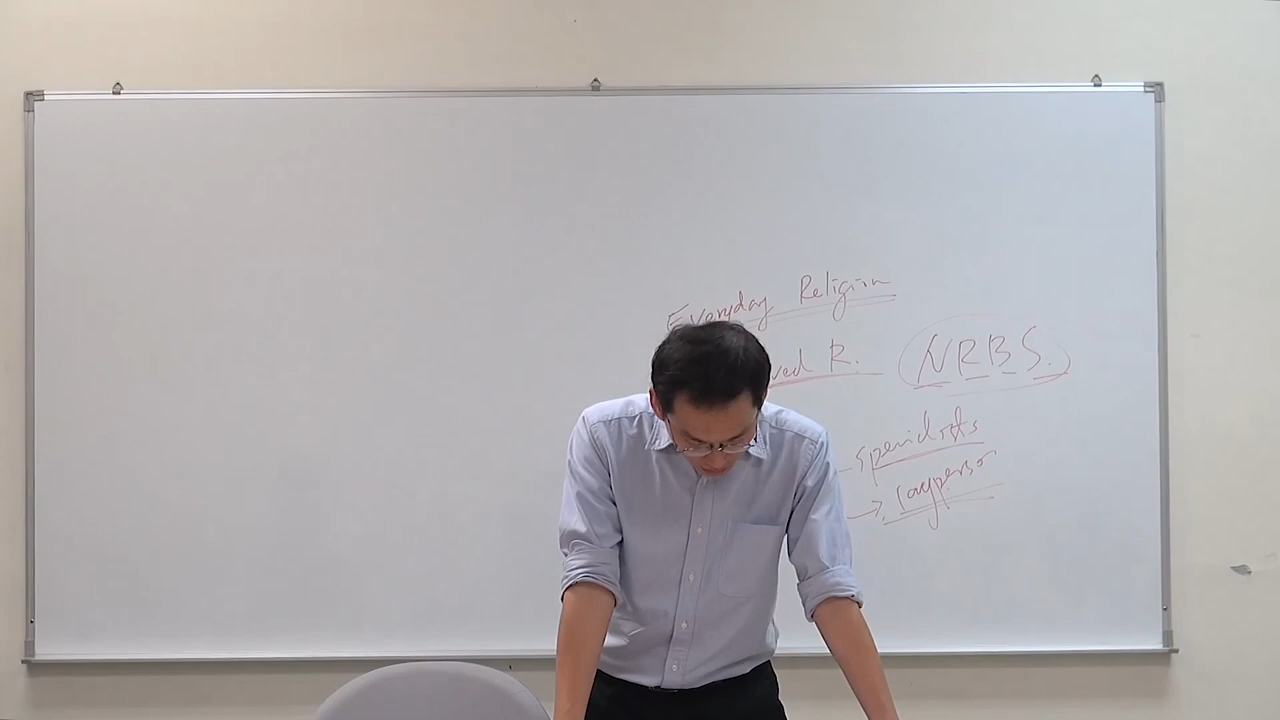 Everyday Religion
ved R. NRBS.
specialists
layperson